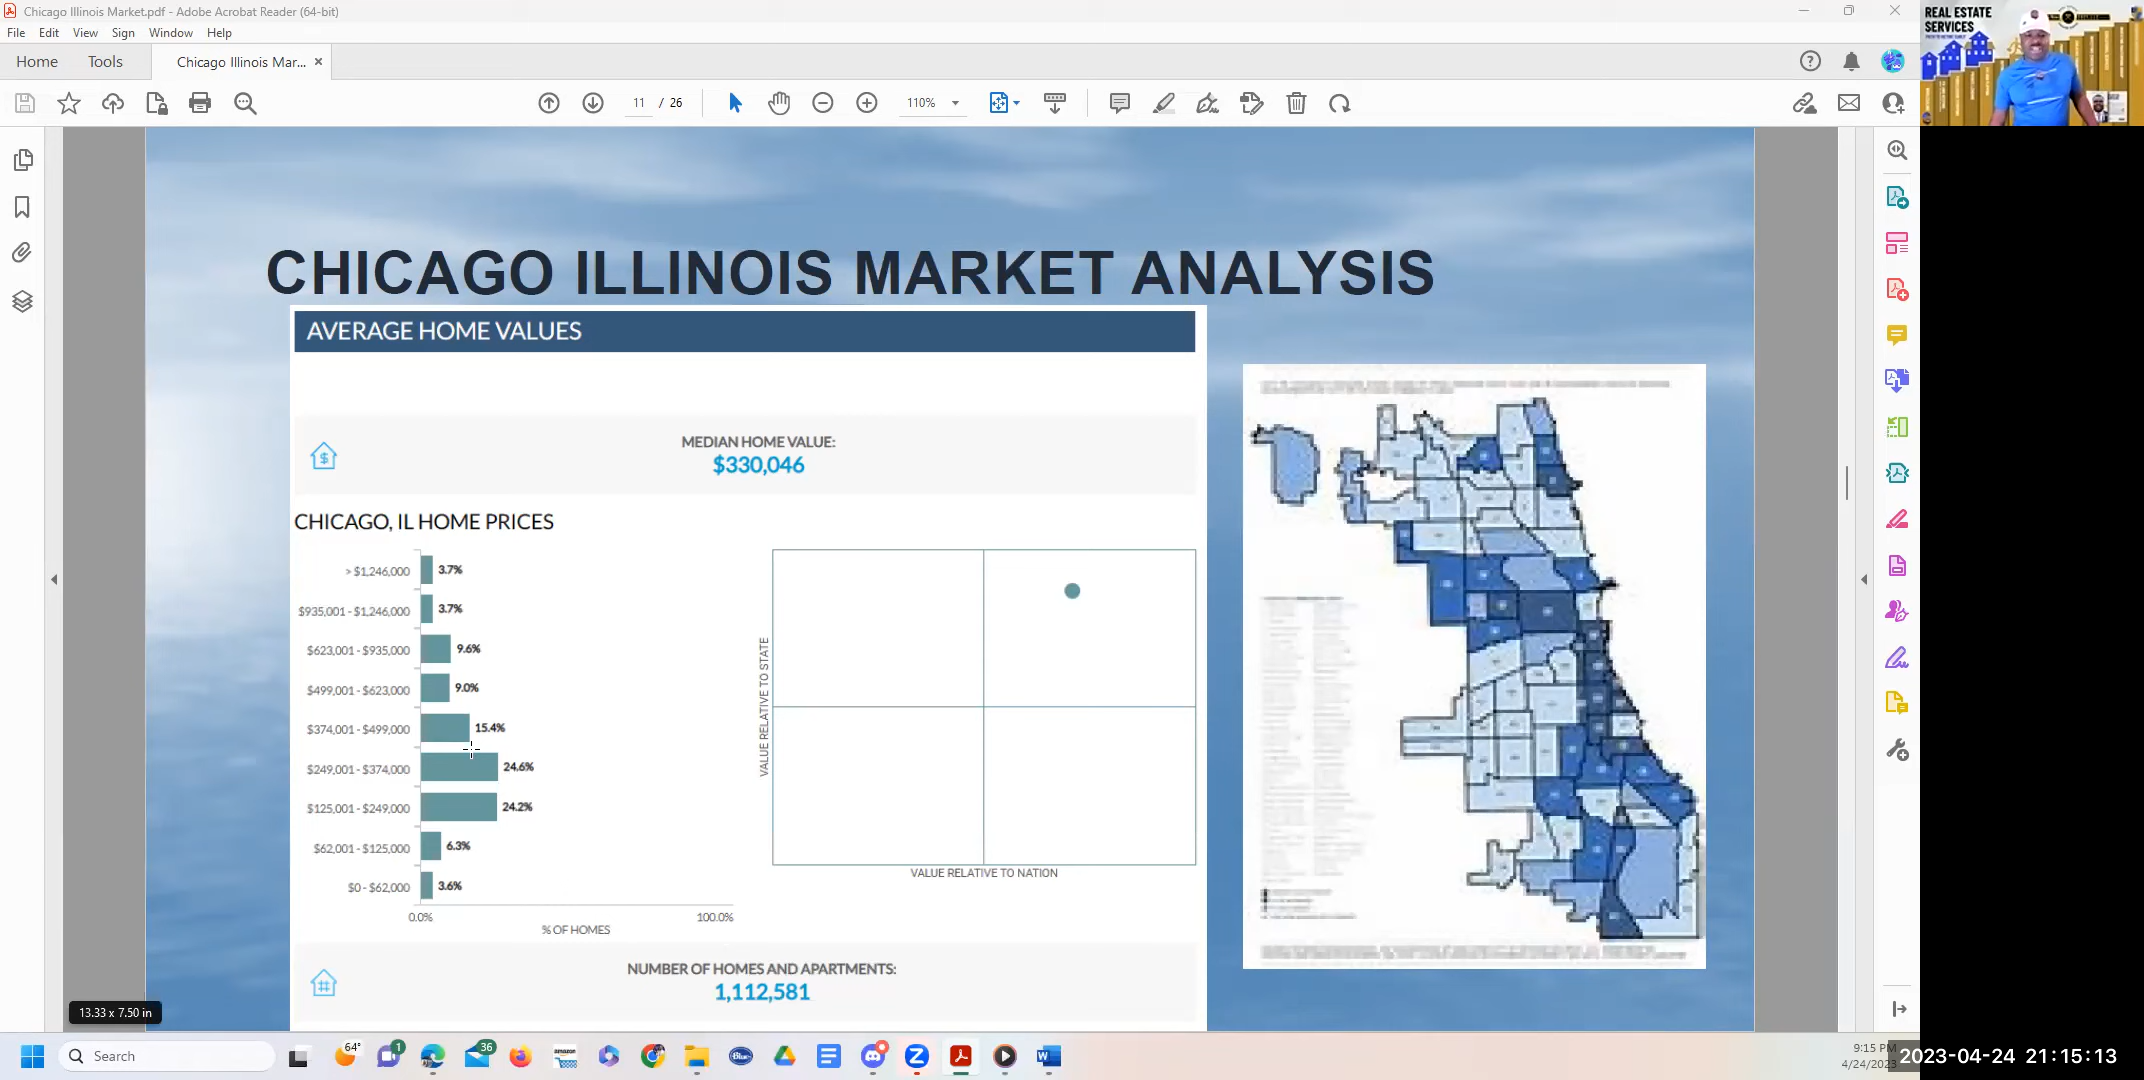 Chicago Illinois Market.pdf - Adobe Acrobat Reader (64-bit)
File Edit View Sign Window Help
Home Tools Chicago Illinois Mar... ×
11 / 26 110%
REAL ESTATE
SERVICES
CHICAGO ILLINOIS MARKET ANALYSIS
AVERAGE HOME VALUES
MEDIAN HOME VALUE:
$330,046
CHICAGO, IL HOME PRICES
> $1,246,000 3.7%
$935,001 - $1,246,000 3.7%
$623,001 - $935,000 9.6%
$499,001 - $623,000 9.0%
$374,001 - $499,000 15.4%
$249,001 - $374,000 24.6%
$125,001 - $249,000 24.2%
$62,001 - $125,000 6.3%
$0 - $62,000 3.6%
0.0% 100.0%
% OF HOMES
VALUE RELATIVE TO STATE
VALUE RELATIVE TO NATION
NUMBER OF HOMES AND APARTMENTS:
1,112,581
13.33 x 7.50 in
Search
64°
1
36
amazon
9:15 PM
4/24/2023
2023-04-24 21:15:13